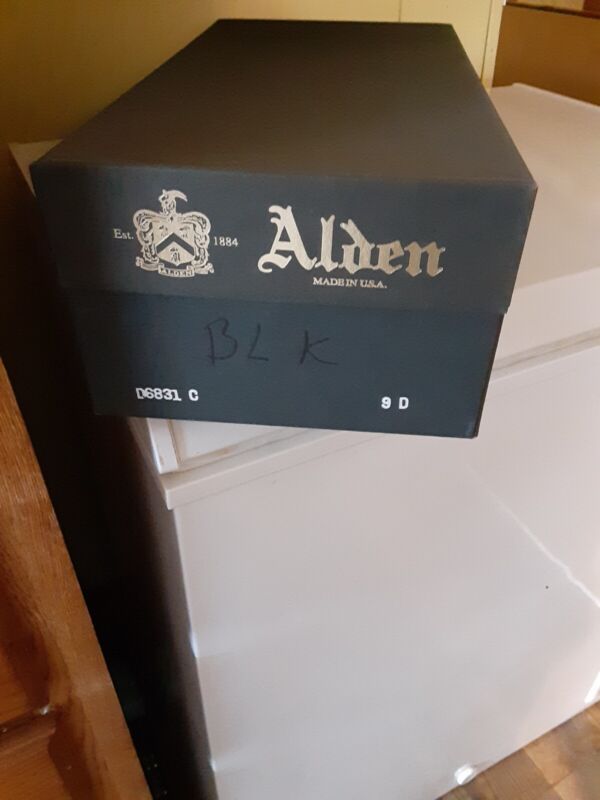 Est. 1884
ALDEN
Alden
MADE IN U.S.A.
BLK
D6831 C
9 D